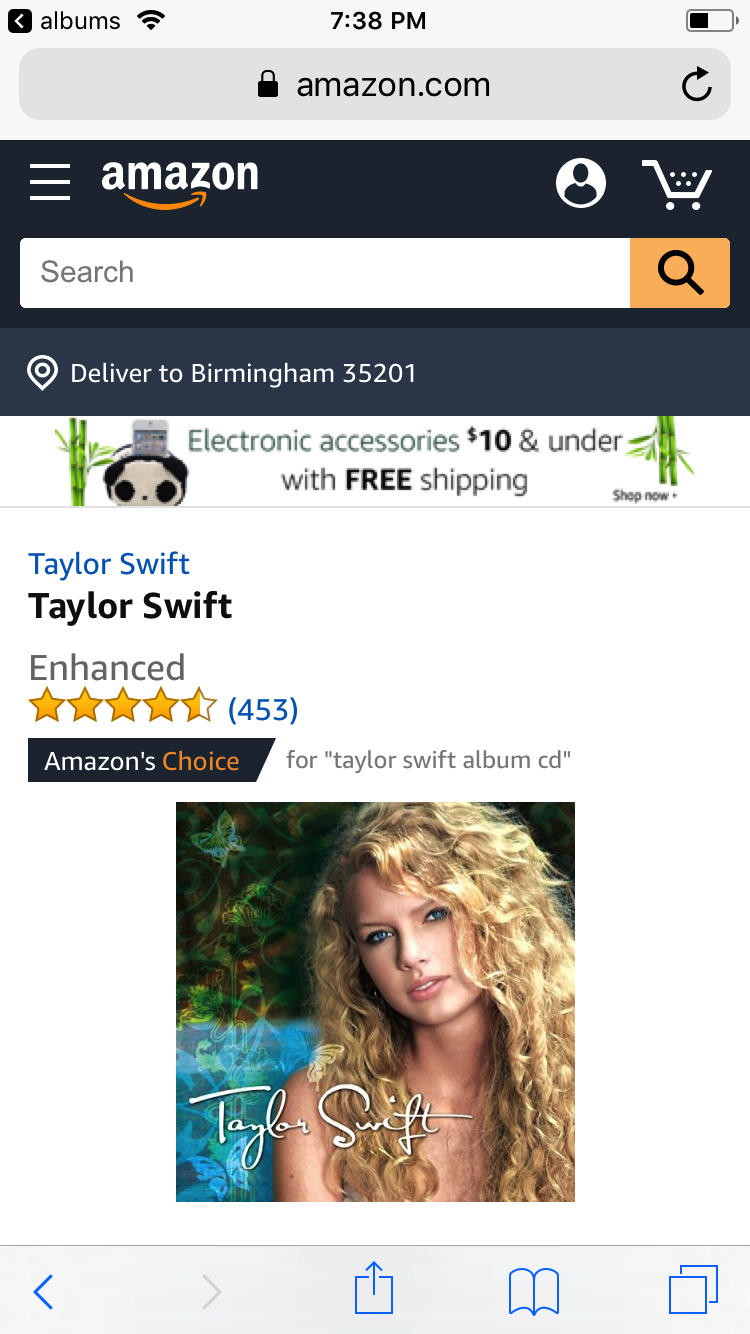 albums 7:38 PM
amazon.com
amazon
Search
Deliver to Birmingham 35201
Electronic accessories $10 & under
with FREE shipping
Shop now
Taylor Swift
Taylor Swift
Enhanced
(453)
Amazon's Choice for "taylor swift album cd"
Taylor Swift